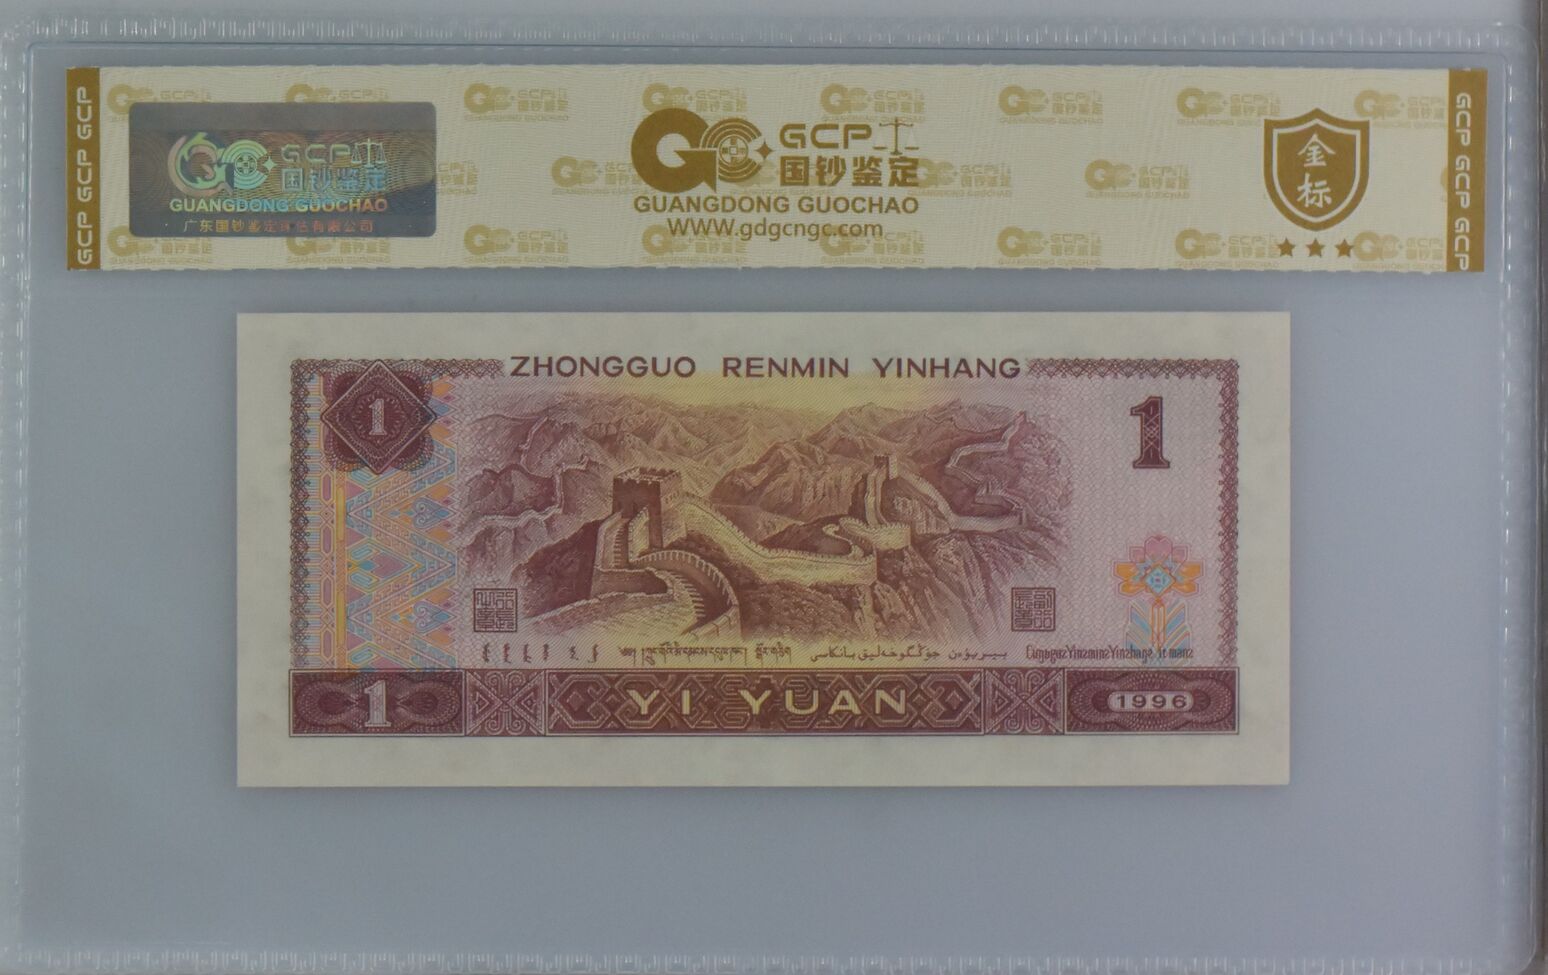 GCP GCP GCP
GCP
国钞鉴定
GUANGDONG GUOCHAO
广东国钞鉴定评估有限公司
GCP
国钞鉴定
GUANGDONG GUOCHAO
WWW.gdgcngc.com
金标
GCP GCP GCP
ZHONGGUO RENMIN YINHANG
1
1
1
YI YUAN
1996